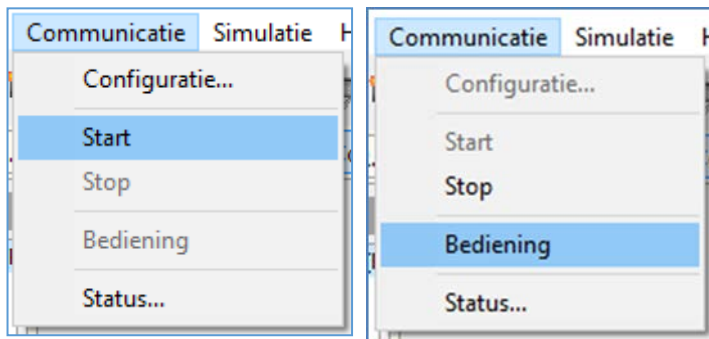 Communicatie Simulatie
Configuratie...
Start
Stop
Bediening
Status...
Communicatie Simulatie
Configuratie...
Start
Stop
Bediening
Status...